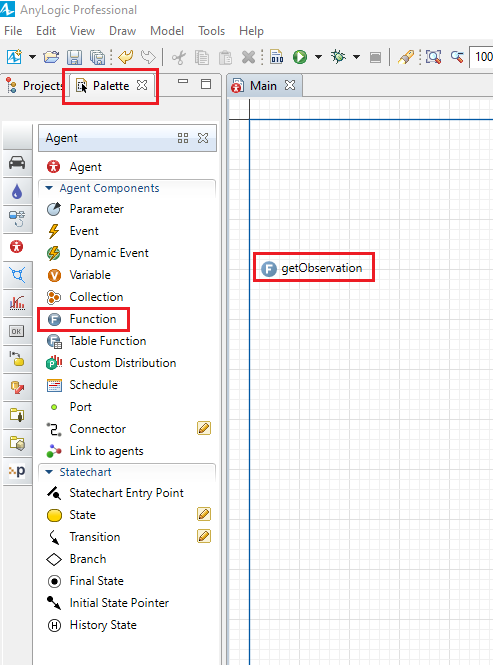 AnyLogic Professional
File Edit View Draw Model Tools Help
010 100
Projects Palette Main
Agent
Agent
Agent Components
Parameter
Event
Dynamic Event
Variable
Collection
F getObservation
F Function
Table Function
Custom Distribution
Schedule
Port
Connector
Link to agents
Statechart
Statechart Entry Point
State
Transition
Branch
Final State
Initial State Pointer
H History State
OK
p